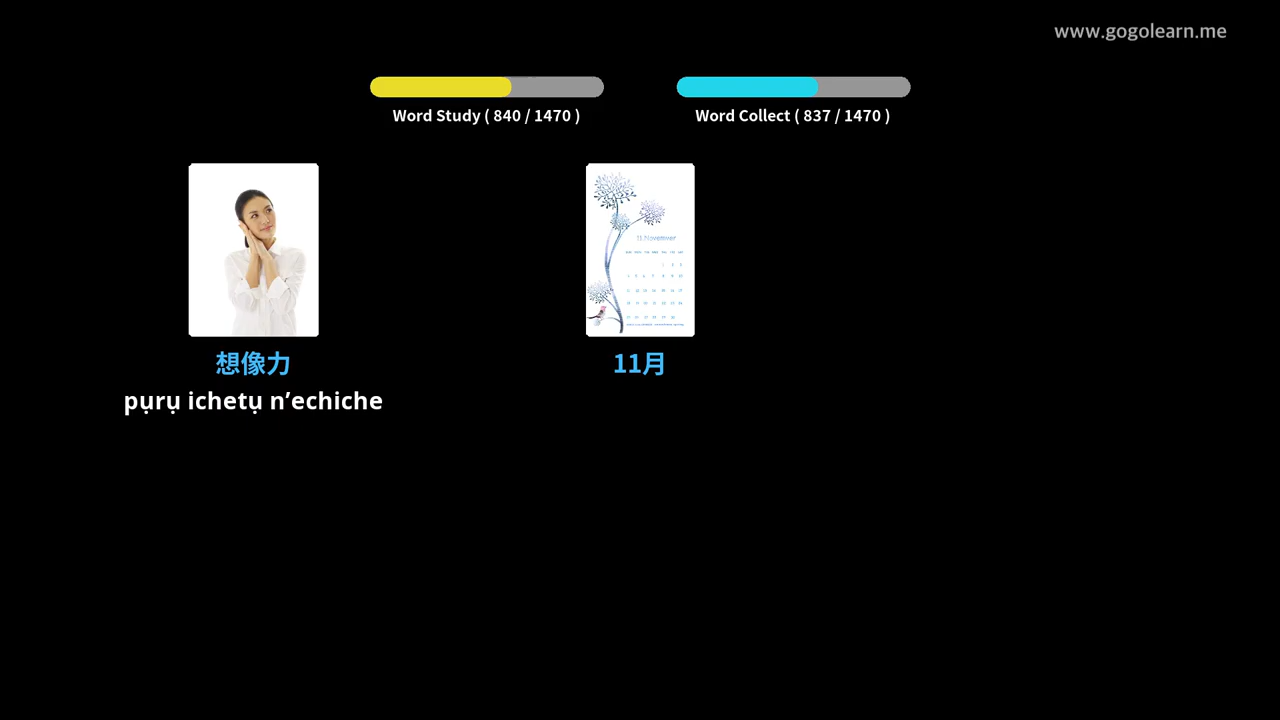 www.gogolearn.me
Word Study ( 840 / 1470 )
Word Collect ( 837 / 1470 )
想像力
pụrụ ichetụ n’echiche
11月